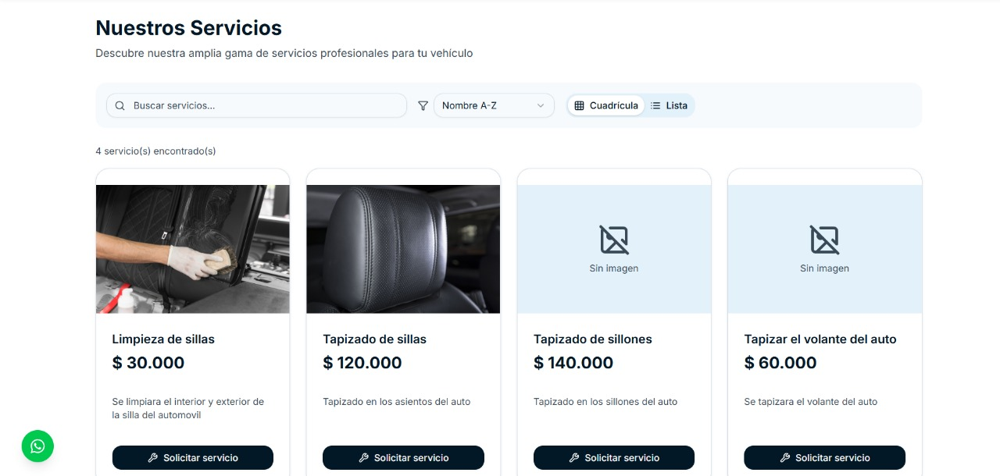 Nuestros Servicios
Descubre nuestra amplia gama de servicios profesionales para tu vehículo
Buscar servicios...
Nombre A-Z
Cuadrícula
Lista
4 servicio(s) encontrado(s)
Limpieza de sillas
$ 30.000
Se limpiara el interior y exterior de
la silla del automovil
Solicitar servicio
Tapizado de sillas
$ 120.000
Tapizado en los asientos del auto
Solicitar servicio
Sin imagen
Tapizado de sillones
$ 140.000
Tapizado en los sillones del auto
Solicitar servicio
Sin imagen
Tapizar el volante del auto
$ 60.000
Se tapizara el volante del auto
Solicitar servicio